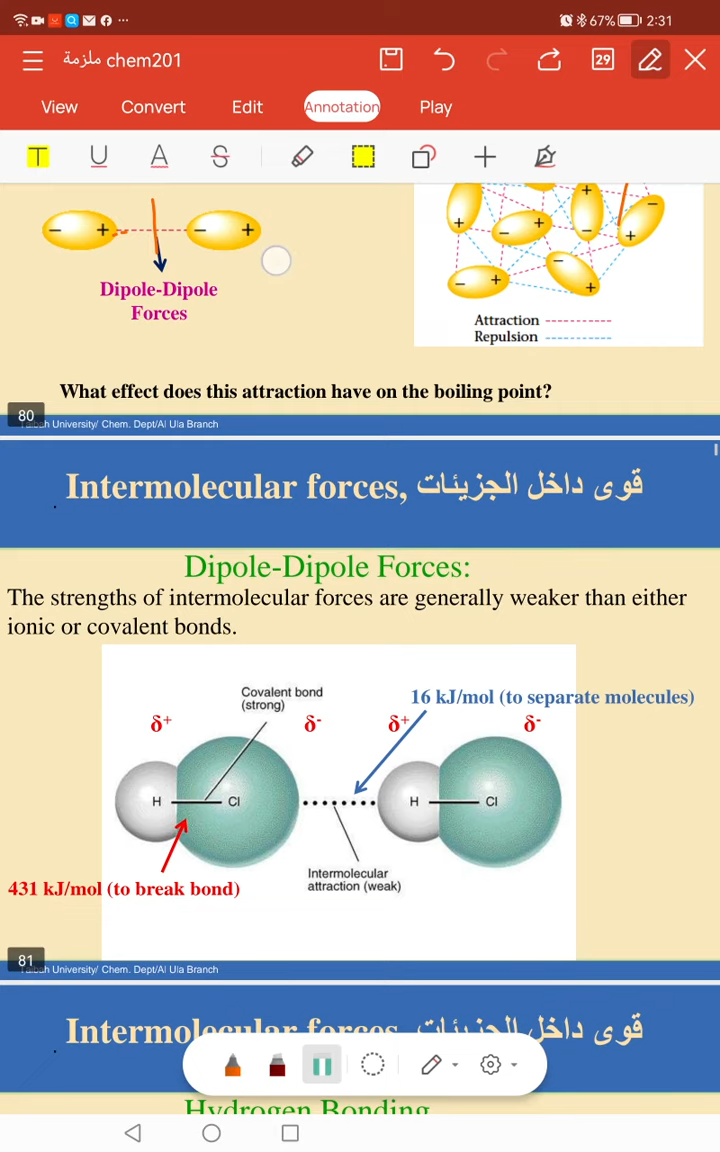 67% 2:31
ملزمة chem201
29
View Convert Edit Annotation Play
T U A S
− + − +
Dipole-Dipole
Forces
+ + − − + + − − + − +
Attraction
Repulsion
What effect does this attraction have on the boiling point?
80
Taibah University/ Chem. Dept/Al Ula Branch
Intermolecular forces, قوى داخل الجزيئات
Dipole-Dipole Forces:
The strengths of intermolecular forces are generally weaker than either
ionic or covalent bonds.
Covalent bond
(strong)
16 kJ/mol (to separate molecules)
δ+ δ- δ+ δ-
H Cl H Cl
Intermolecular
attraction (weak)
431 kJ/mol (to break bond)
81
Taibah University/ Chem. Dept/Al Ula Branch
Intermolecular forces, قوى داخل الجزيئات
Hydrogen Bonding